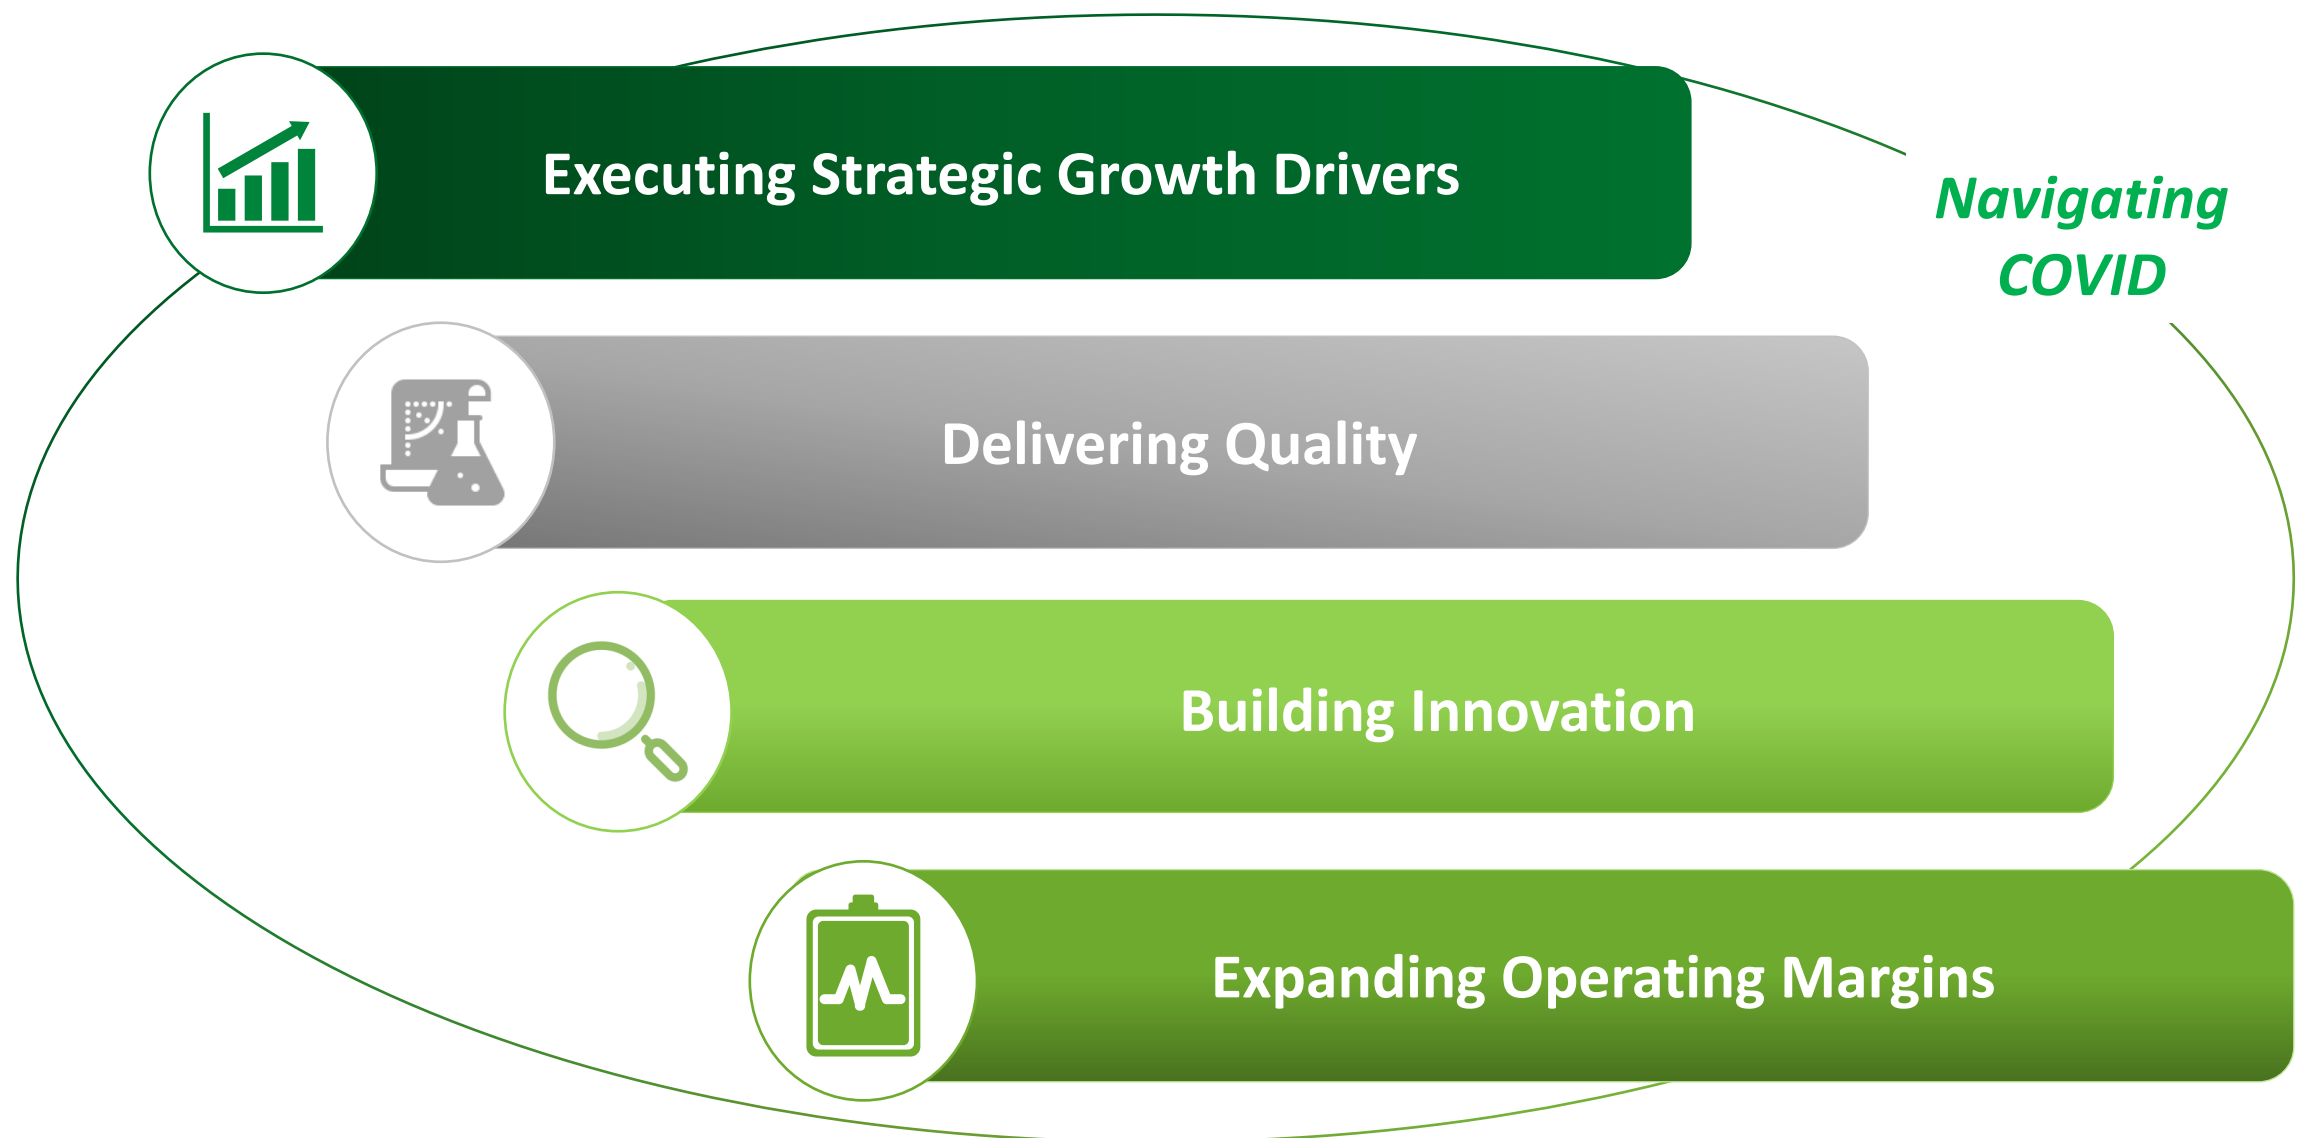 Executing Strategic Growth Drivers
Navigating
COVID
Delivering Quality
Building Innovation
Expanding Operating Margins